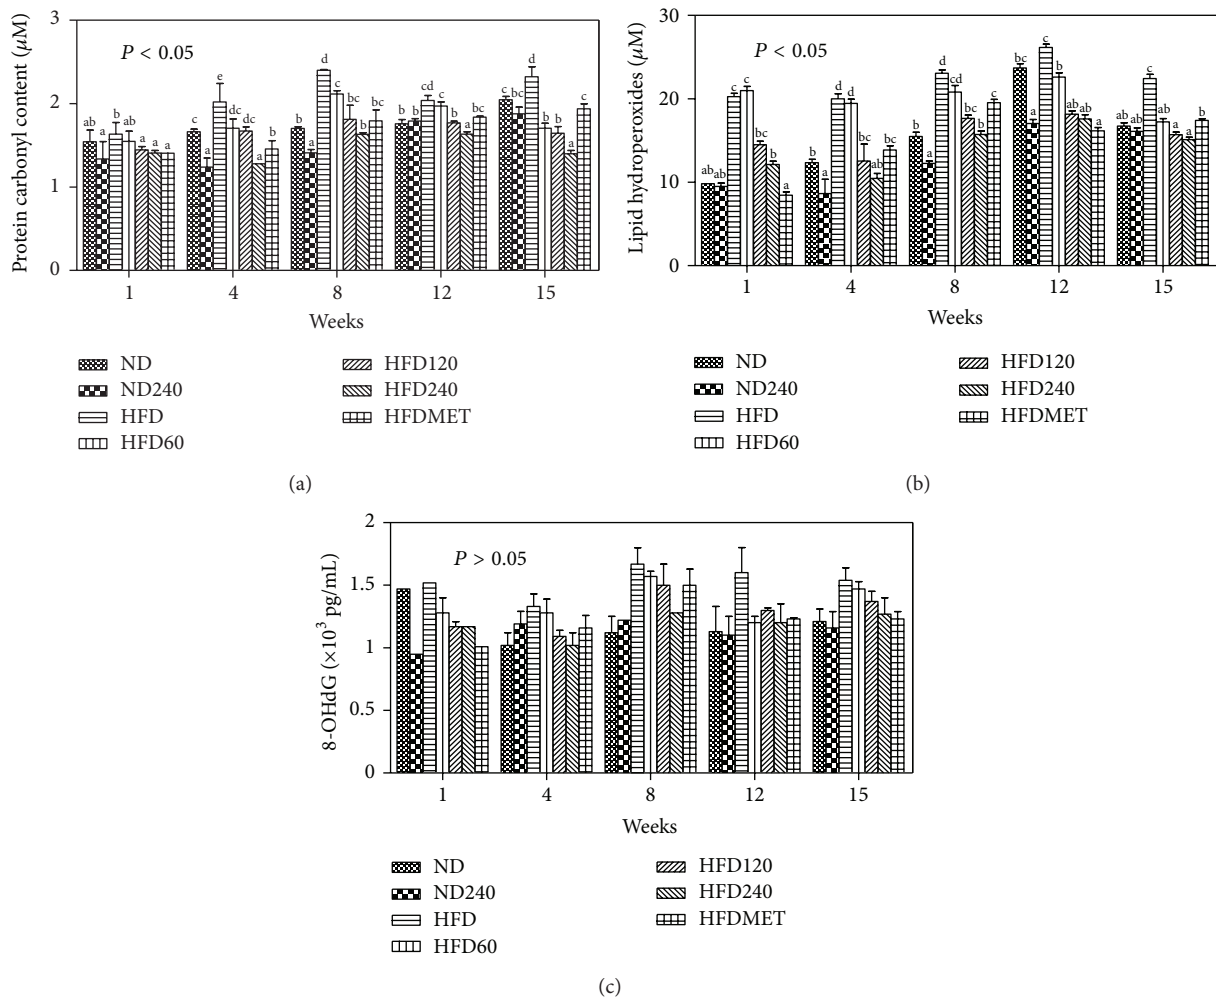 3
2
1
0
Protein carbonyl content (μM)
P < 0.05
ab a b ab a a a
c a e dc dc a b
b a d c bc b bc
b b cd c b a bc
c bc d b b a c
1 4 8 12 15
Weeks
ND
ND240
HFD
HFD60
HFD120
HFD240
HFDMET
(a)
30
20
10
0
Lipid hydroperoxides (μM)
P < 0.05
ab ab c c bc b a
b a d d bc ab bc
b a d cd bc b c
bc a c b ab ab a
ab ab c b a a b
1 4 8 12 15
Weeks
ND
ND240
HFD
HFD60
HFD120
HFD240
HFDMET
(b)
2
1.5
1
0.5
0
8-OHdG (×10³ pg/mL)
P > 0.05
1 4 8 12 15
Weeks
ND
ND240
HFD
HFD60
HFD120
HFD240
HFDMET
(c)